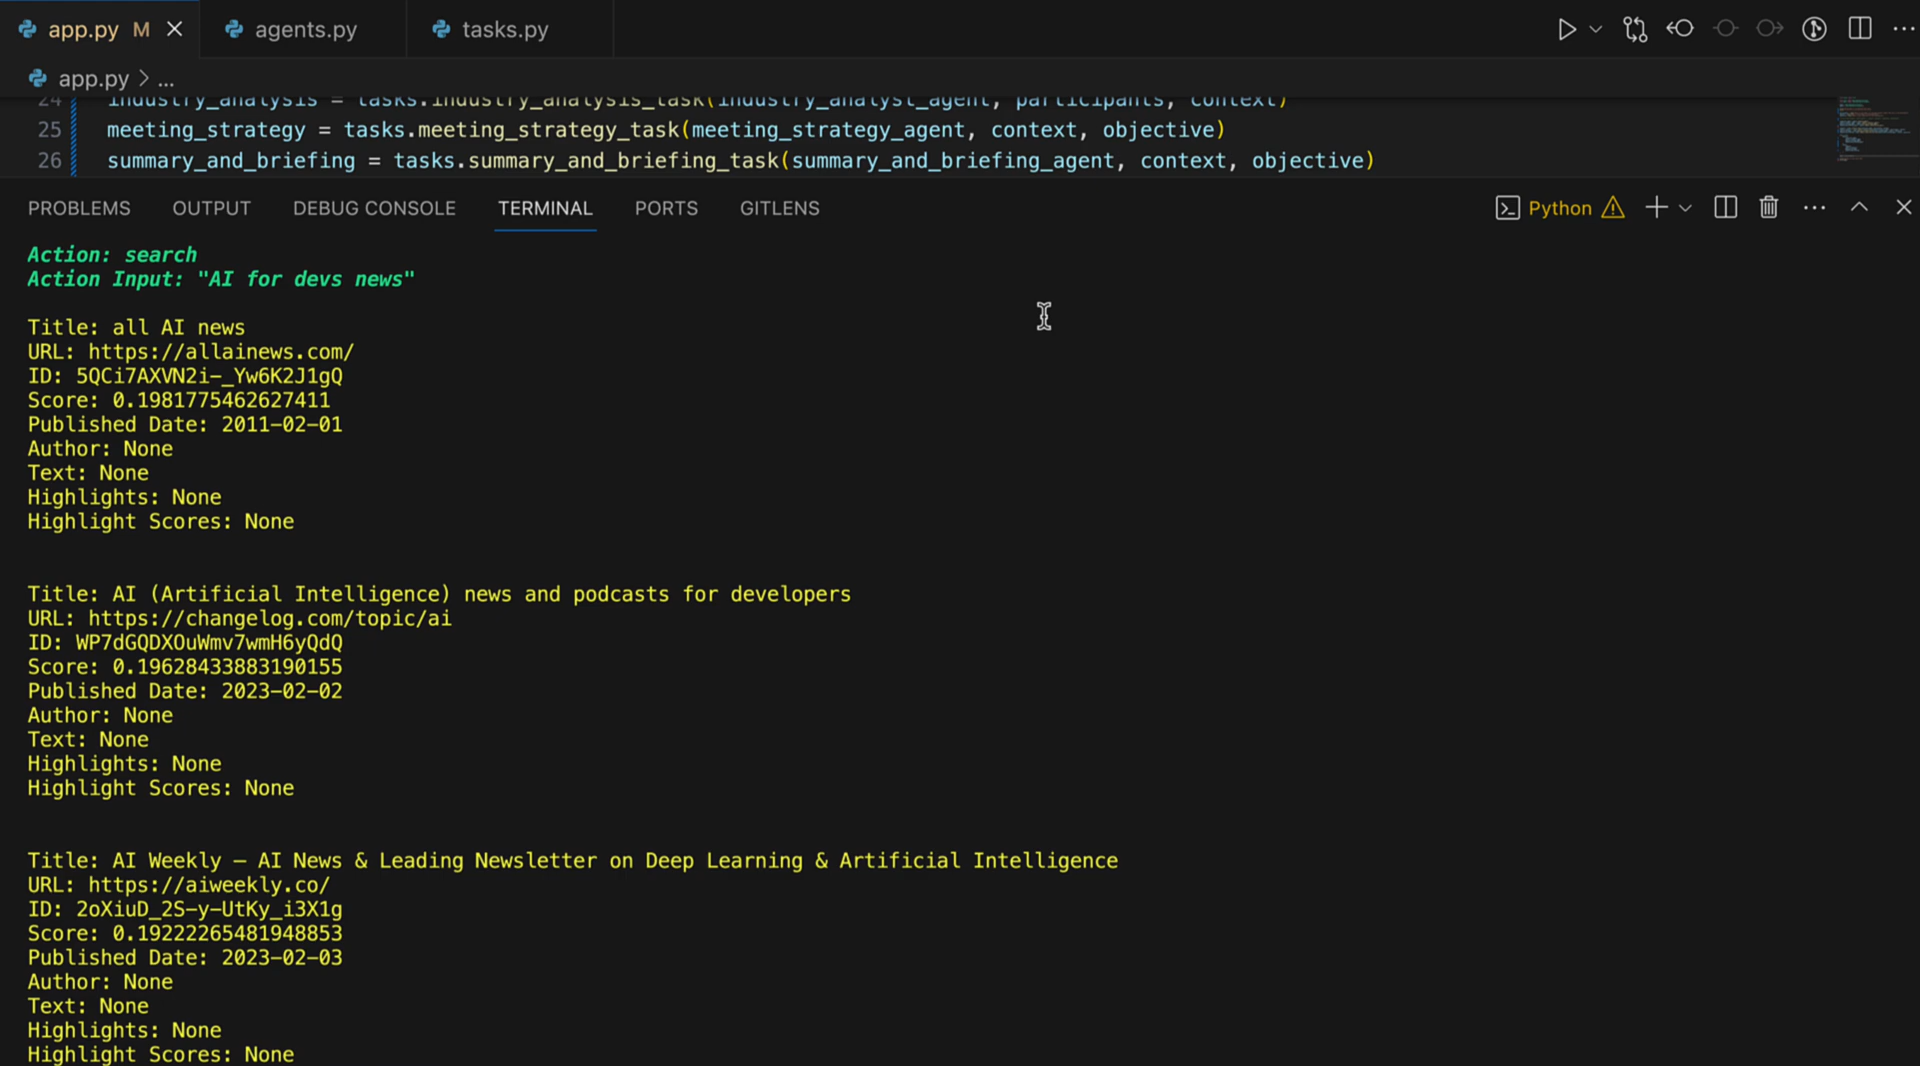 app.py M
agents.py
tasks.py
app.py > ...
24 industry_analysis = tasks.industry_analysis_task(industry_analyst_agent, participants, context)
25 meeting_strategy = tasks.meeting_strategy_task(meeting_strategy_agent, context, objective)
26 summary_and_briefing = tasks.summary_and_briefing_task(summary_and_briefing_agent, context, objective)
PROBLEMS OUTPUT DEBUG CONSOLE TERMINAL PORTS GITLENS Python
Action: search
Action Input: "AI for devs news"
Title: all AI news
URL: https://allainews.com/
ID: 5QCi7AXVN2i-_Yw6K2J1gQ
Score: 0.1981775462627411
Published Date: 2011-02-01
Author: None
Text: None
Highlights: None
Highlight Scores: None
Title: AI (Artificial Intelligence) news and podcasts for developers
URL: https://changelog.com/topic/ai
ID: WP7dGQDXOuWmv7wmH6yQdQ
Score: 0.19628433883190155
Published Date: 2023-02-02
Author: None
Text: None
Highlights: None
Highlight Scores: None
Title: AI Weekly — AI News & Leading Newsletter on Deep Learning & Artificial Intelligence
URL: https://aiweekly.co/
ID: 2oXiuD_2S-y-UtKy_i3X1g
Score: 0.19222265481948853
Published Date: 2023-02-03
Author: None
Text: None
Highlights: None
Highlight Scores: None